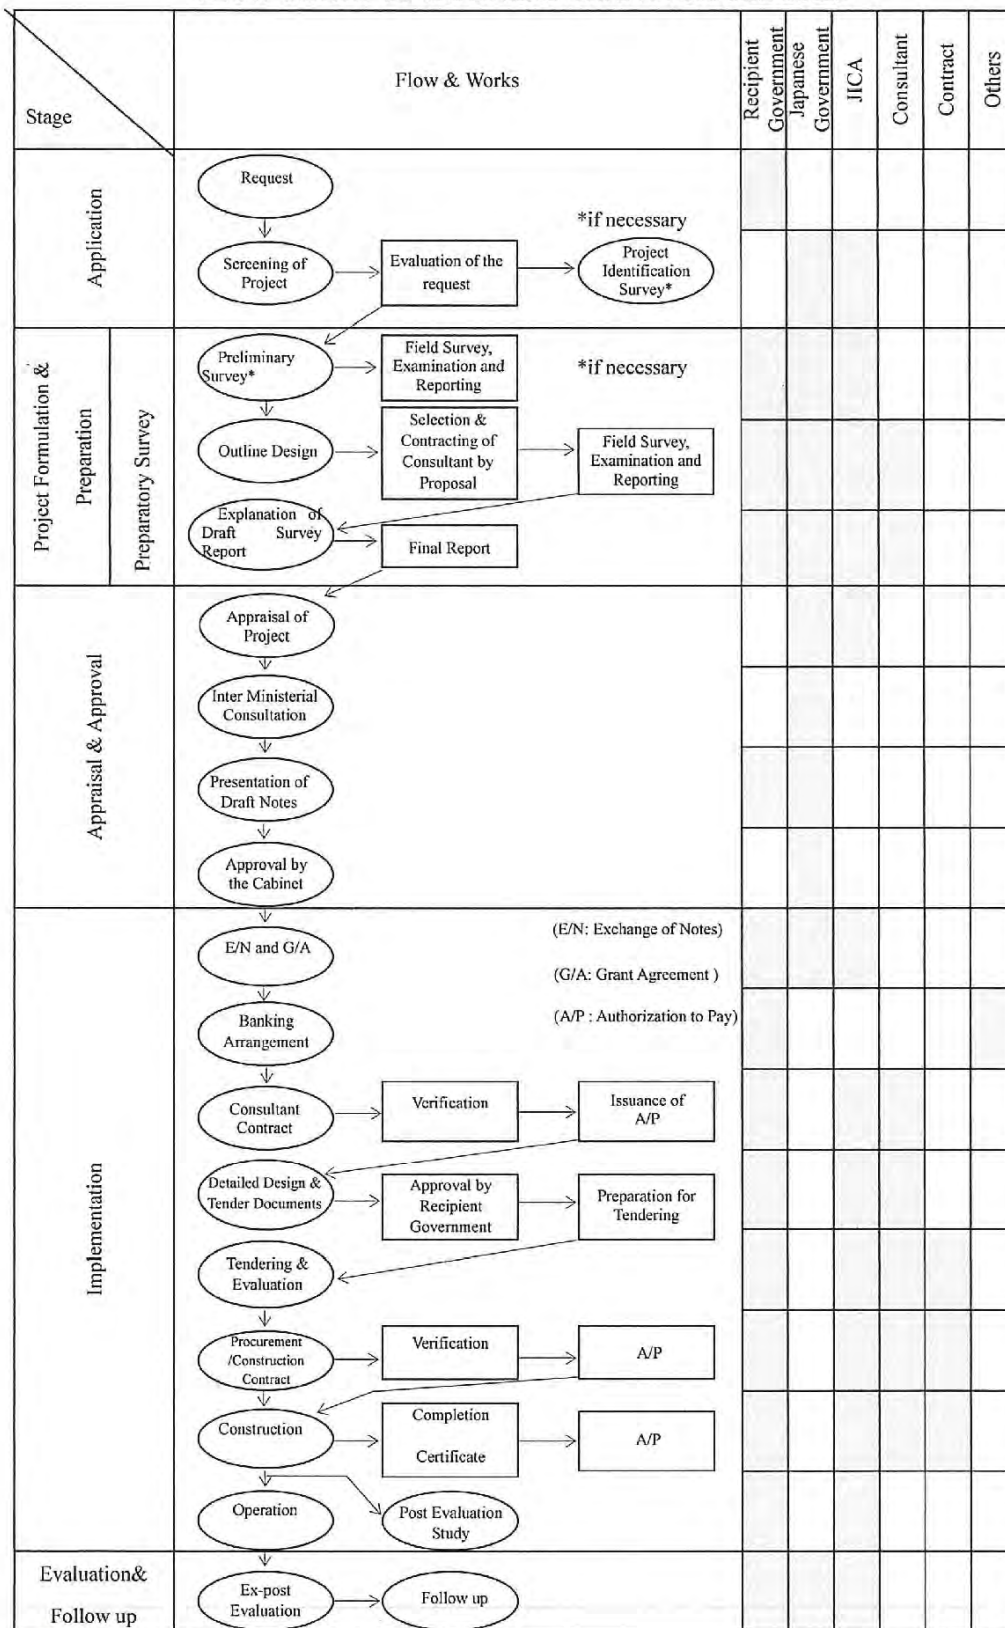 Stage
Flow & Works
Recipient
Government
Japanese
Government
JICA
Consultant
Contract
Others
Application
Request
*if necessary
Screening of
Project
Evaluation of the
request
Project
Identification
Survey*
Project Formulation &
Preparation
Preparatory Survey
Preliminary
Survey*
Field Survey,
Examination and
Reporting
*if necessary
Outline Design
Selection &
Contracting of
Consultant by
Proposal
Field Survey,
Examination and
Reporting
Explanation of
Draft Survey
Report
Final Report
Appraisal & Approval
Appraisal of
Project
Inter Ministerial
Consultation
Presentation of
Draft Notes
Approval by
the Cabinet
Implementation
E/N and G/A
(E/N: Exchange of Notes)
(G/A: Grant Agreement )
(A/P : Authorization to Pay)
Banking
Arrangement
Consultant
Contract
Verification
Issuance of
A/P
Detailed Design &
Tender Documents
Approval by
Recipient
Government
Preparation for
Tendering
Tendering &
Evaluation
Procurement
/Construction
Contract
Verification
A/P
Construction
Completion
Certificate
A/P
Operation
Post Evaluation
Study
Evaluation&
Follow up
Ex-post
Evaluation
Follow up